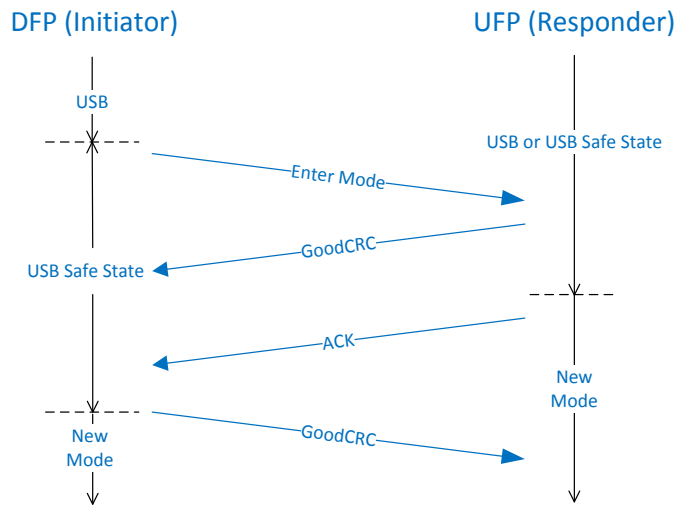 DFP (Initiator)
UFP (Responder)
USB
USB or USB Safe State
Enter Mode
GoodCRC
USB Safe State
ACK
New
Mode
GoodCRC
New
Mode